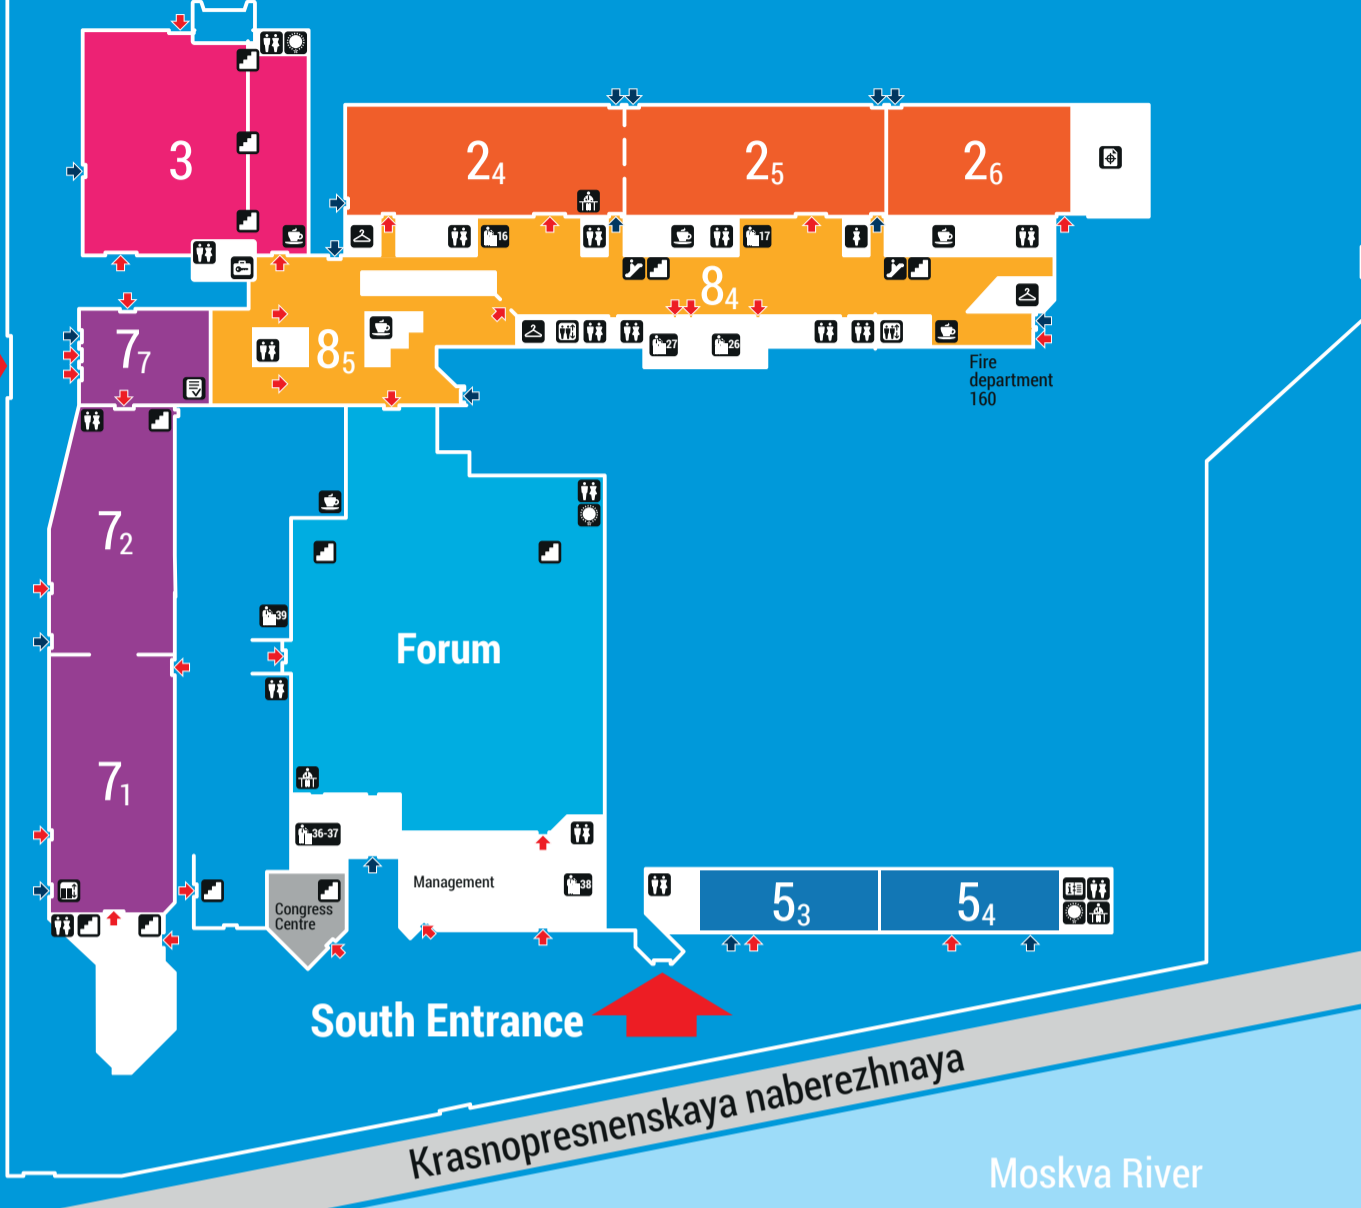 3
24
25
26
16
17
84
77
85
27
26
Fire
department
160
72
39
Forum
71
36-37
Management
38
Congress
Centre
53
54
South Entrance
Krasnopresnenskaya naberezhnaya
Moskva River